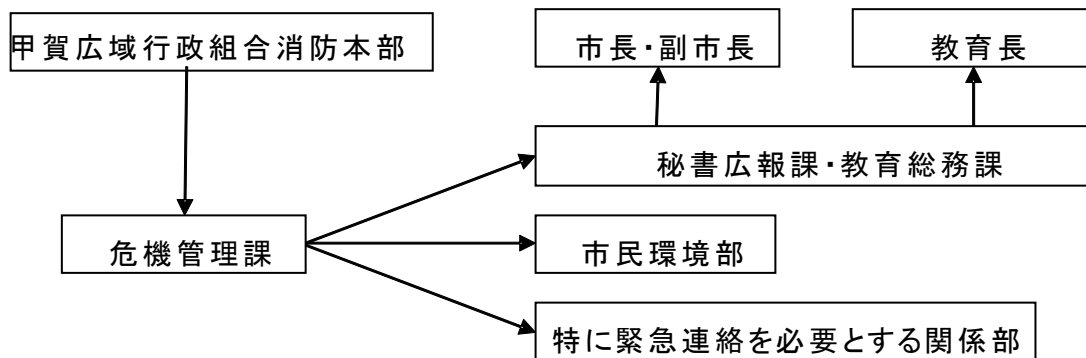 甲賀広域行政組合消防本部
市長・副市長
教育長
秘書広報課・教育総務課
危機管理課
市民環境部
特に緊急連絡を必要とする関係部